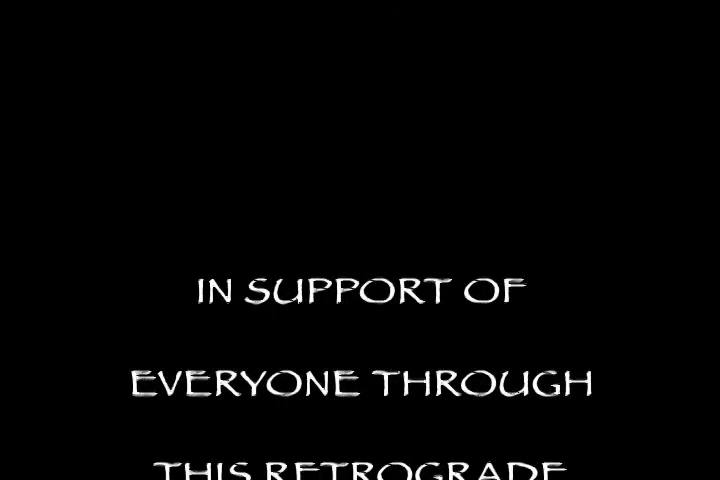 IN SUPPORT OF
EVERYONE THROUGH
THIS RETROGRADE